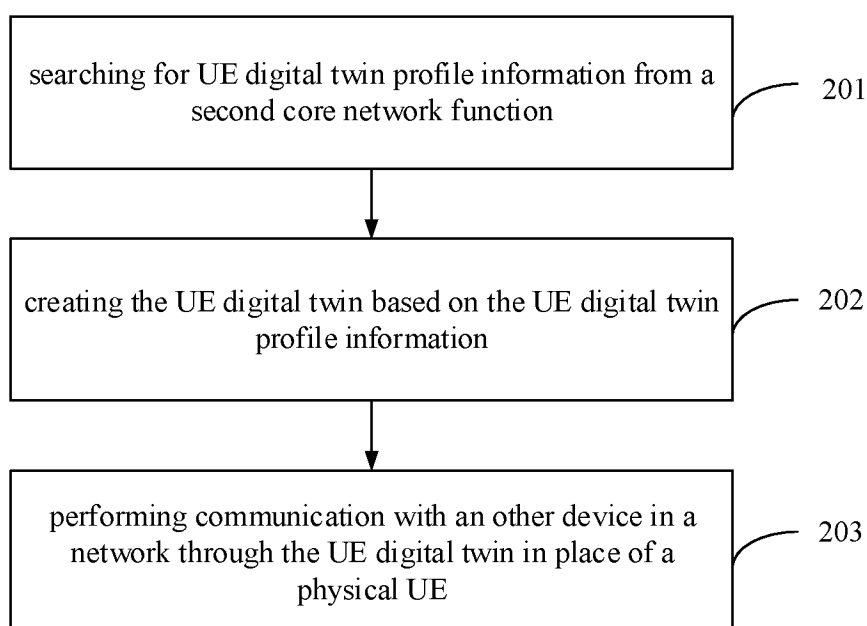 searching for UE digital twin profile information from a
second core network function
201
creating the UE digital twin based on the UE digital twin
profile information
202
performing communication with an other device in a
network through the UE digital twin in place of a
physical UE
203